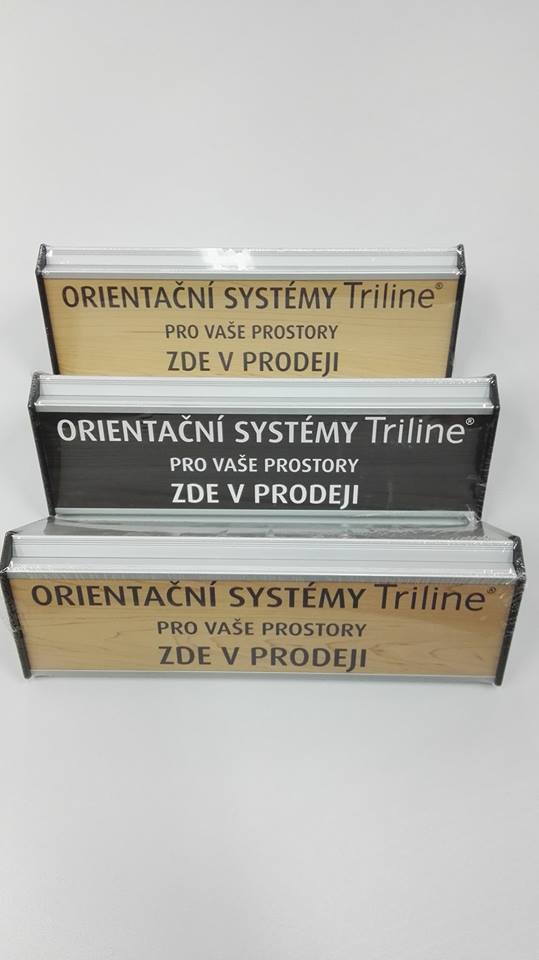 ORIENTAČNÍ SYSTÉMY Triline®
PRO VAŠE PROSTORY
ZDE V PRODEJI
ORIENTAČNÍ SYSTÉMY Triline®
PRO VAŠE PROSTORY
ZDE V PRODEJI
ORIENTAČNÍ SYSTÉMY Triline®
PRO VAŠE PROSTORY
ZDE V PRODEJI